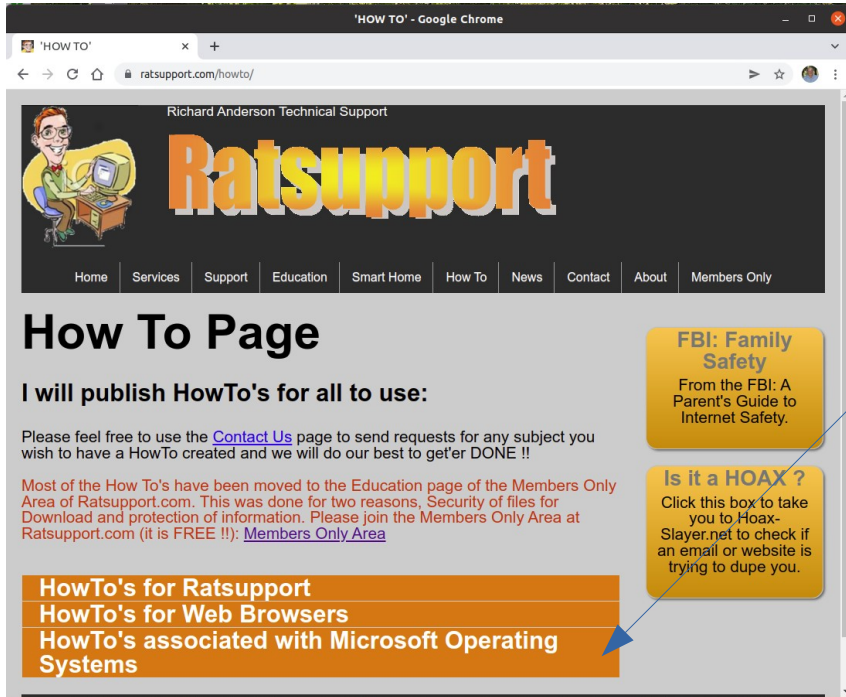 'HOW TO' - Google Chrome
'HOW TO'
ratsupport.com/howto/
Richard Anderson Technical Support
Ratsupport
Home Services Support Education Smart Home How To News Contact About Members Only
How To Page
I will publish HowTo's for all to use:
Please feel free to use the Contact Us page to send requests for any subject you
wish to have a HowTo created and we will do our best to get'er DONE !!
Most of the How To's have been moved to the Education page of the Members Only
Area of Ratsupport.com. This was done for two reasons, Security of files for
Download and protection of information. Please join the Members Only Area at
Ratsupport.com (it is FREE !!): Members Only Area
HowTo's for Ratsupport
HowTo's for Web Browsers
HowTo's associated with Microsoft Operating
Systems
FBI: Family
Safety
From the FBI: A
Parent's Guide to
Internet Safety.
Is it a HOAX ?
Click this box to take
you to Hoax-
Slayer.net to check if
an email or website is
trying to dupe you.